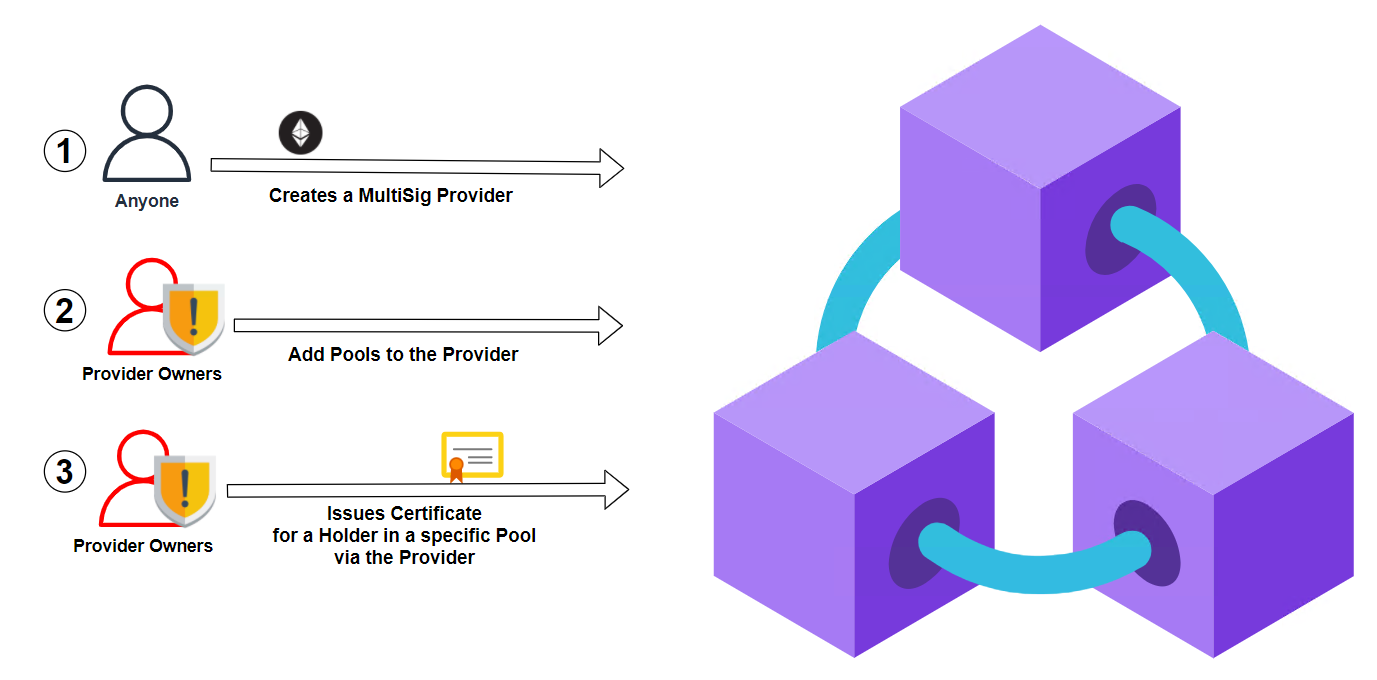 1
Anyone
Creates a MultiSig Provider
2
Provider Owners
Add Pools to the Provider
3
Provider Owners
Issues Certificate
for a Holder in a specific Pool
via the Provider